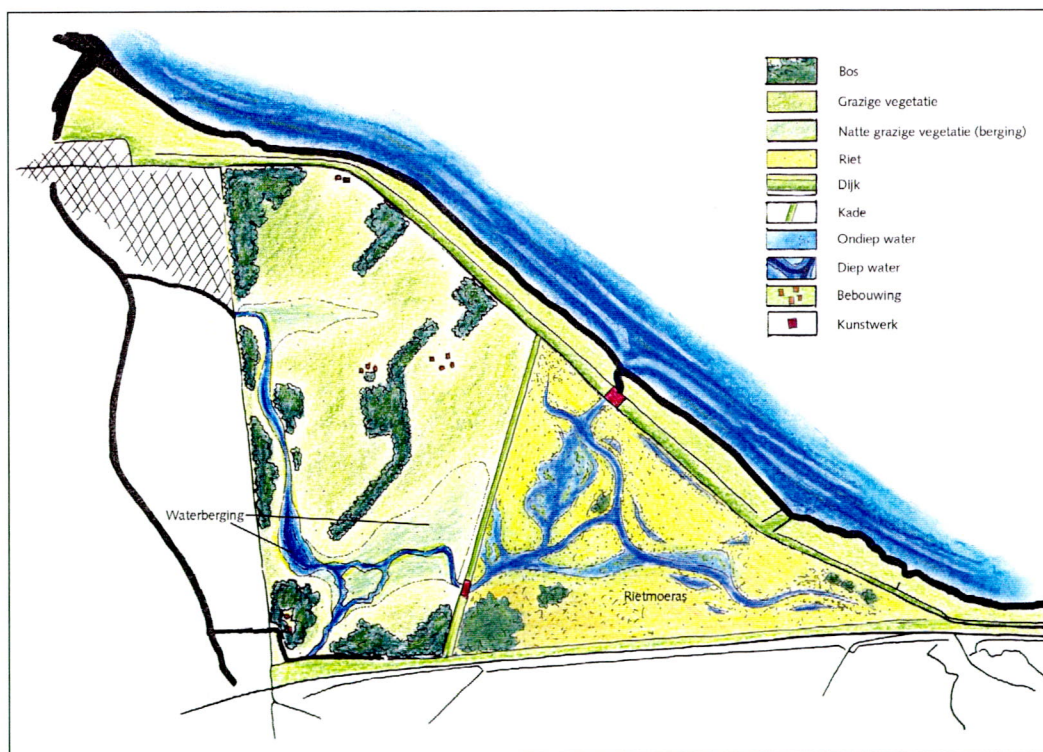 Bos
Grazige vegetatie
Natte grazige vegetatie (berging)
Riet
Dijk
Kade
Ondiep water
Diep water
Bebouwing
Kunstwerk
Waterberging
Rietmoeras